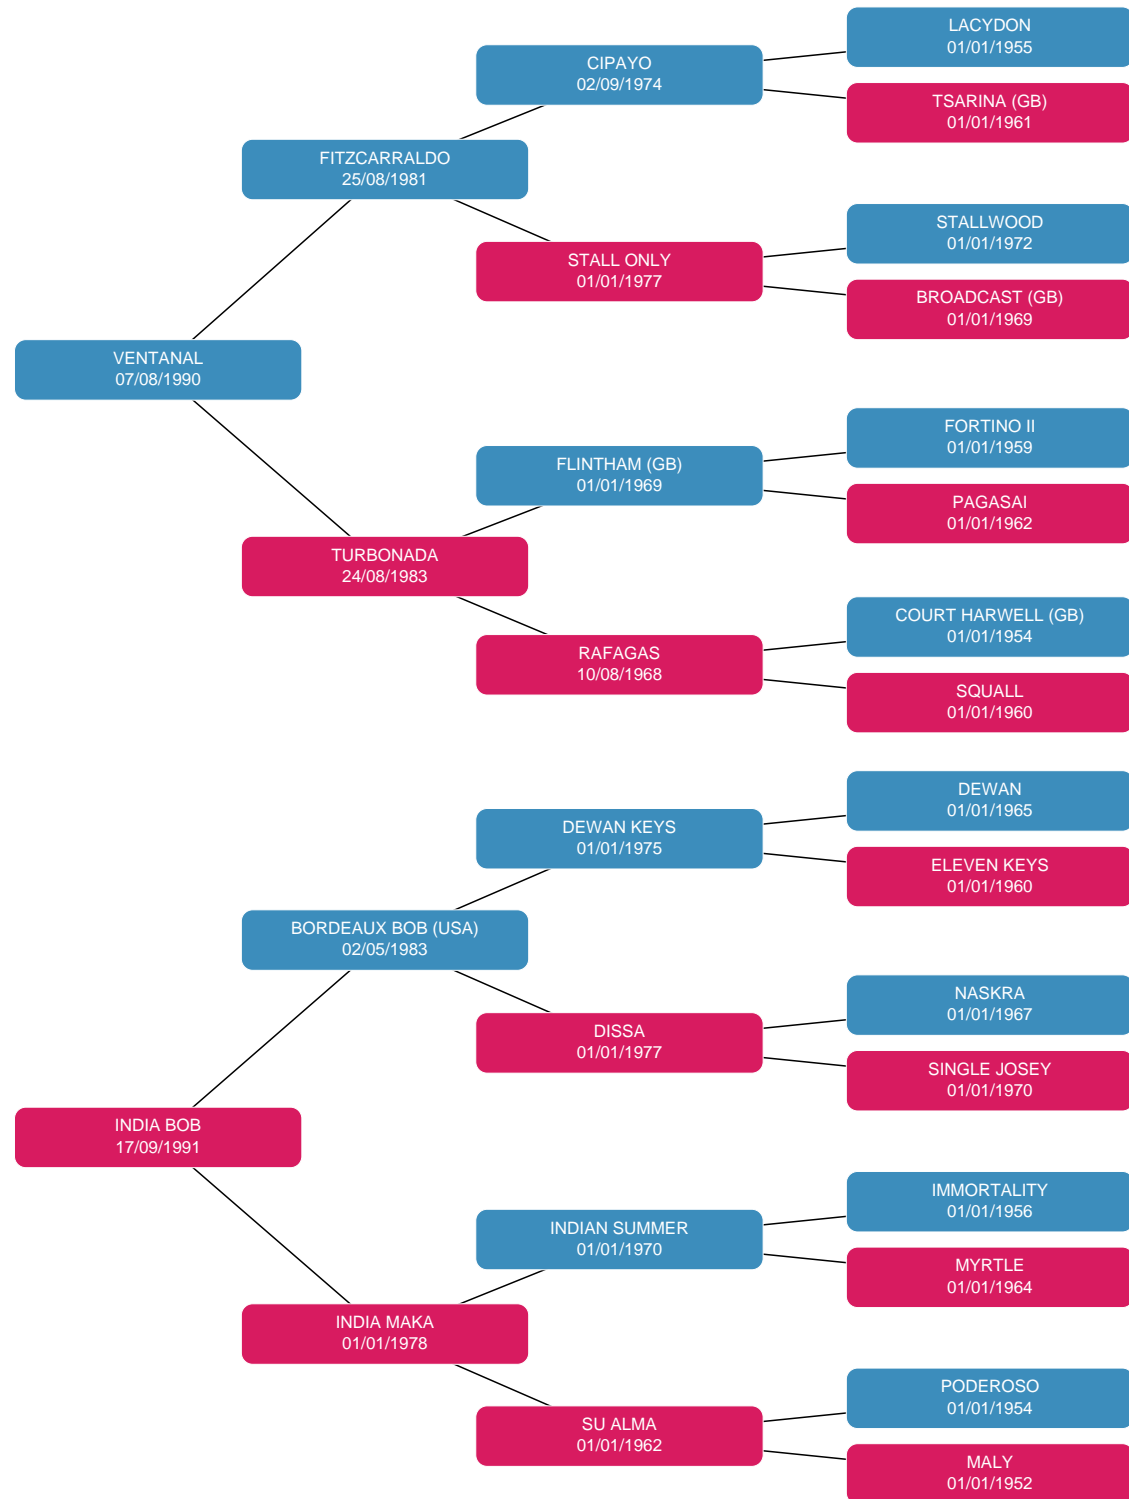 LACYDON
01/01/1955
CIPAYO
02/09/1974
TSARINA (GB)
01/01/1961
FITZCARRALDO
25/08/1981
STALLWOOD
01/01/1972
STALL ONLY
01/01/1977
BROADCAST (GB)
01/01/1969
VENTANAL
07/08/1990
FORTINO II
01/01/1959
FLINTHAM (GB)
01/01/1969
PAGASAI
01/01/1962
TURBONADA
24/08/1983
COURT HARWELL (GB)
01/01/1954
RAFAGAS
10/08/1968
SQUALL
01/01/1960
DEWAN
01/01/1965
DEWAN KEYS
01/01/1975
ELEVEN KEYS
01/01/1960
BORDEAUX BOB (USA)
02/05/1983
NASKRA
01/01/1967
DISSA
01/01/1977
SINGLE JOSEY
01/01/1970
INDIA BOB
17/09/1991
IMMORTALITY
01/01/1956
INDIAN SUMMER
01/01/1970
MYRTLE
01/01/1964
INDIA MAKA
01/01/1978
PODEROSO
01/01/1954
SU ALMA
01/01/1962
MALY
01/01/1952